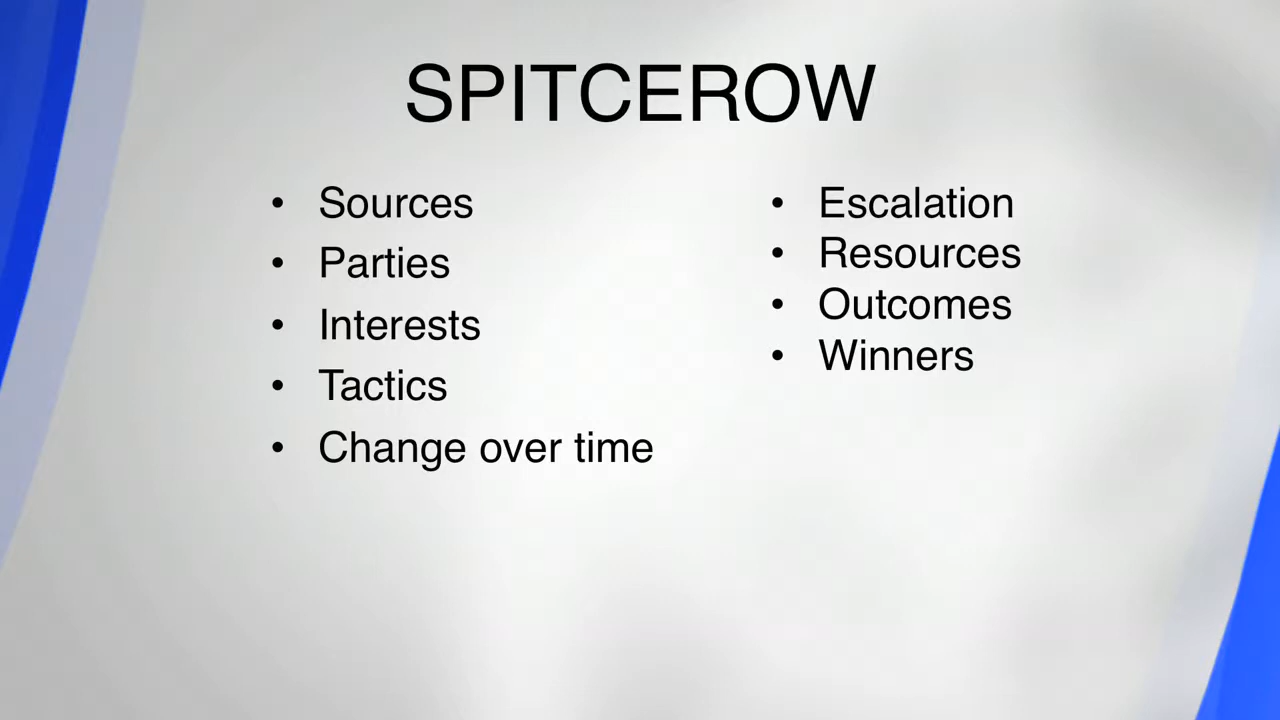 SPITCEROW
• Sources
• Parties
• Interests
• Tactics
• Change over time
• Escalation
• Resources
• Outcomes
• Winners